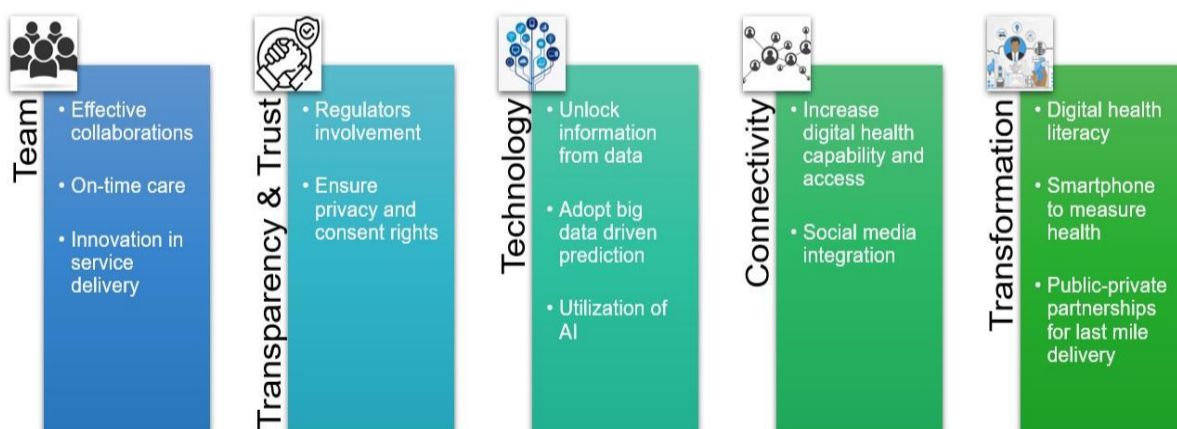 Team
• Effective
collaborations
• On-time care
• Innovation in
service
delivery
Transparency & Trust
• Regulators
involvement
• Ensure
privacy and
consent rights
Technology
• Unlock
information
from data
• Adopt big
data driven
prediction
• Utilization of
AI
Connectivity
• Increase
digital health
capability and
access
• Social media
integration
Transformation
• Digital health
literacy
• Smartphone
to measure
health
• Public-private
partnerships
for last mile
delivery